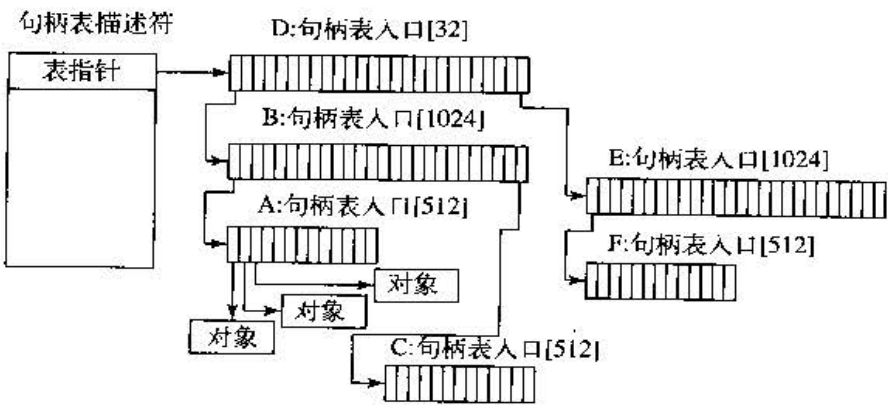 句柄表描述符
表指针
D:句柄表入口[32]
B:句柄表入口[1024]
A:句柄表入口[512]
对象
对象
对象
C:句柄表入口[512]
E:句柄表入口[1024]
F:句柄表入口[512]